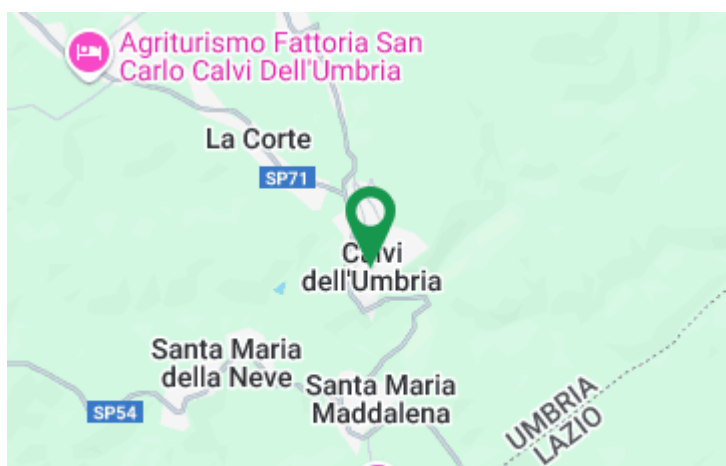 Agriturismo Fattoria San
Carlo Calvi Dell'Umbria
La Corte
SP71
Calvi
dell'Umbria
Santa Maria
della Neve
Santa Maria
Maddalena
SP54
UMBRIA
LAZIO